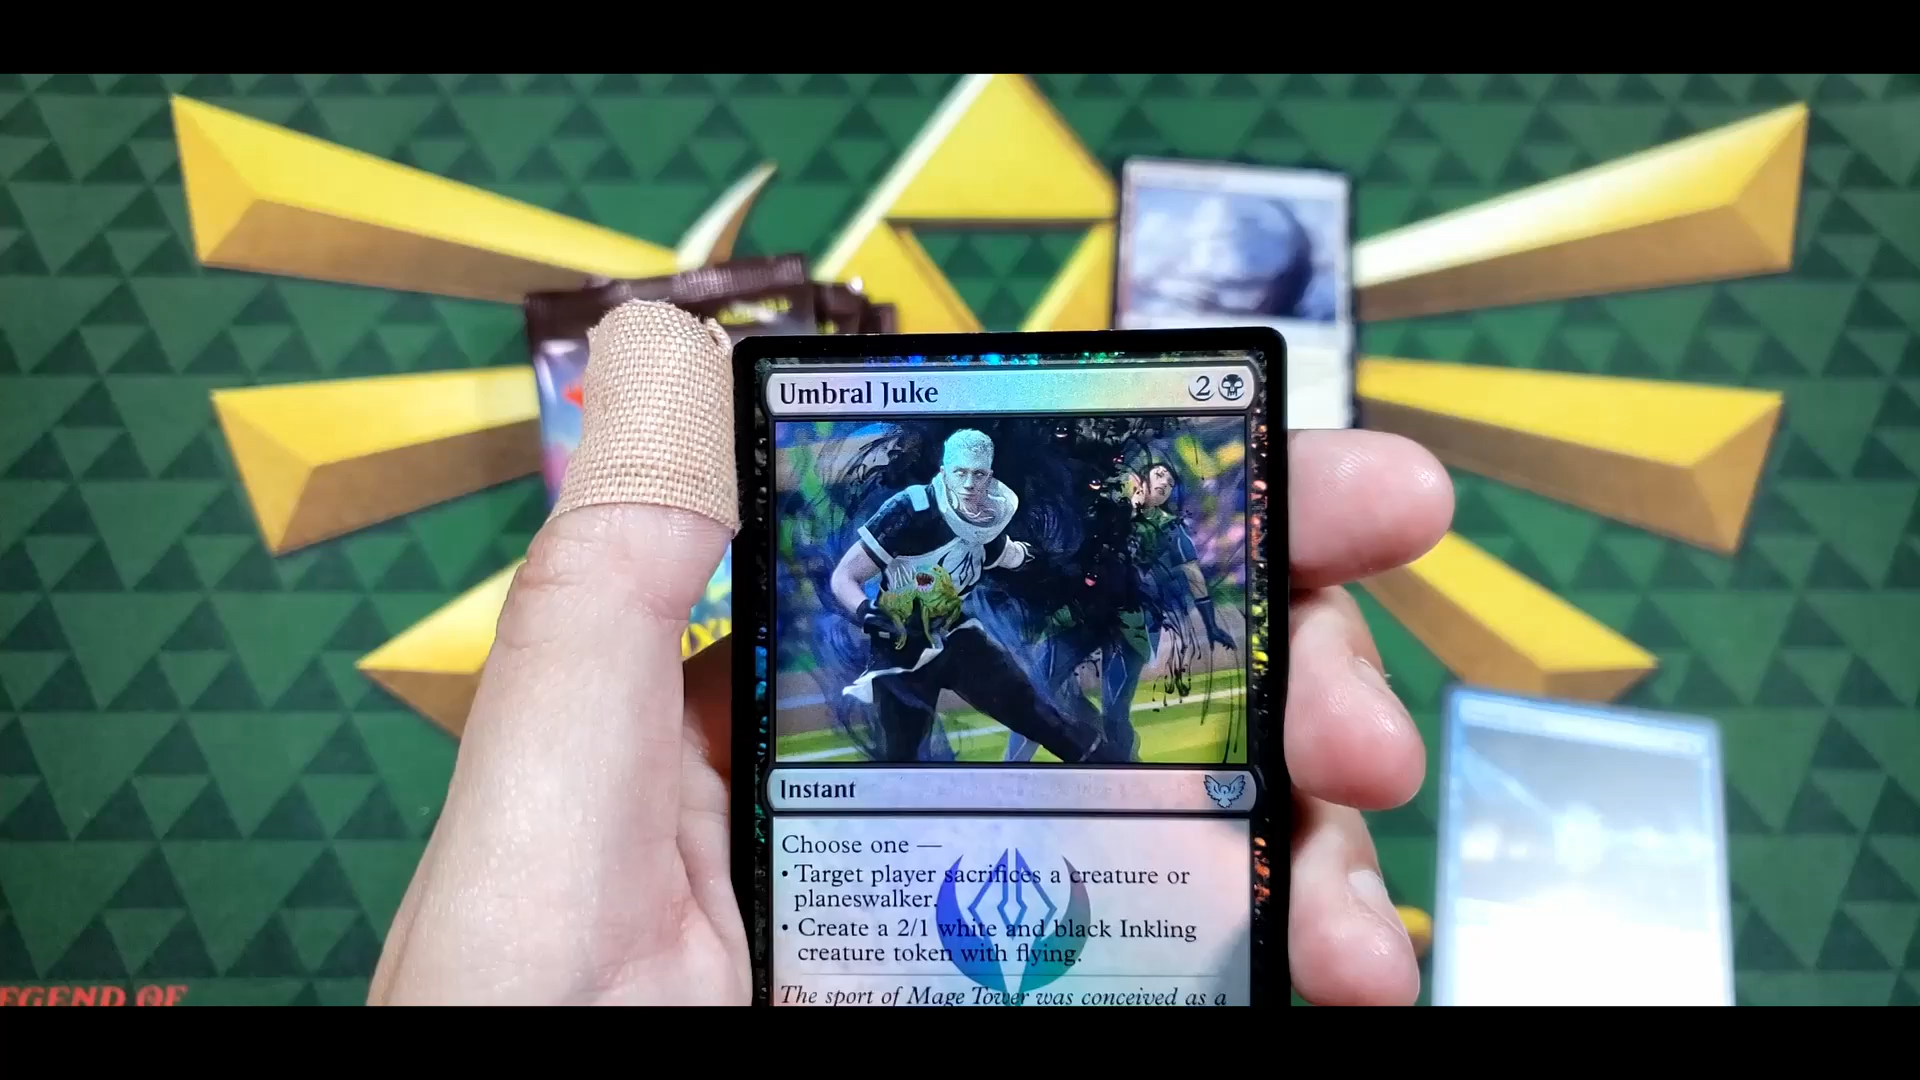 Umbral Juke 2
Instant
Choose one —
• Target player sacrifices a creature or
planeswalker.
• Create a 2/1 white and black Inkling
creature token with flying.
The sport of Mage Tower was conceived as a
EGEND OF